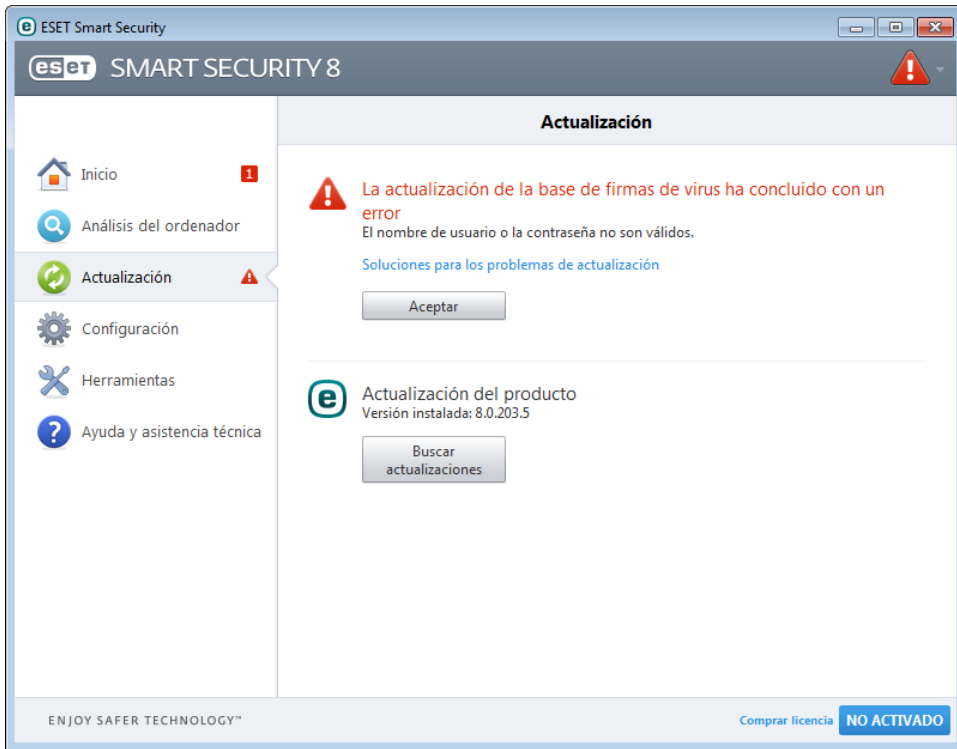 ESET Smart Security
eset SMART SECURITY 8
Actualización
Inicio 1
Análisis del ordenador
Actualización
Configuración
Herramientas
Ayuda y asistencia técnica
La actualización de la base de firmas de virus ha concluido con un
error
El nombre de usuario o la contraseña no son válidos.
Soluciones para los problemas de actualización
Aceptar
Actualización del producto
Versión instalada: 8.0.203.5
Buscar
actualizaciones
ENJOY SAFER TECHNOLOGY™
Comprar licencia NO ACTIVADO